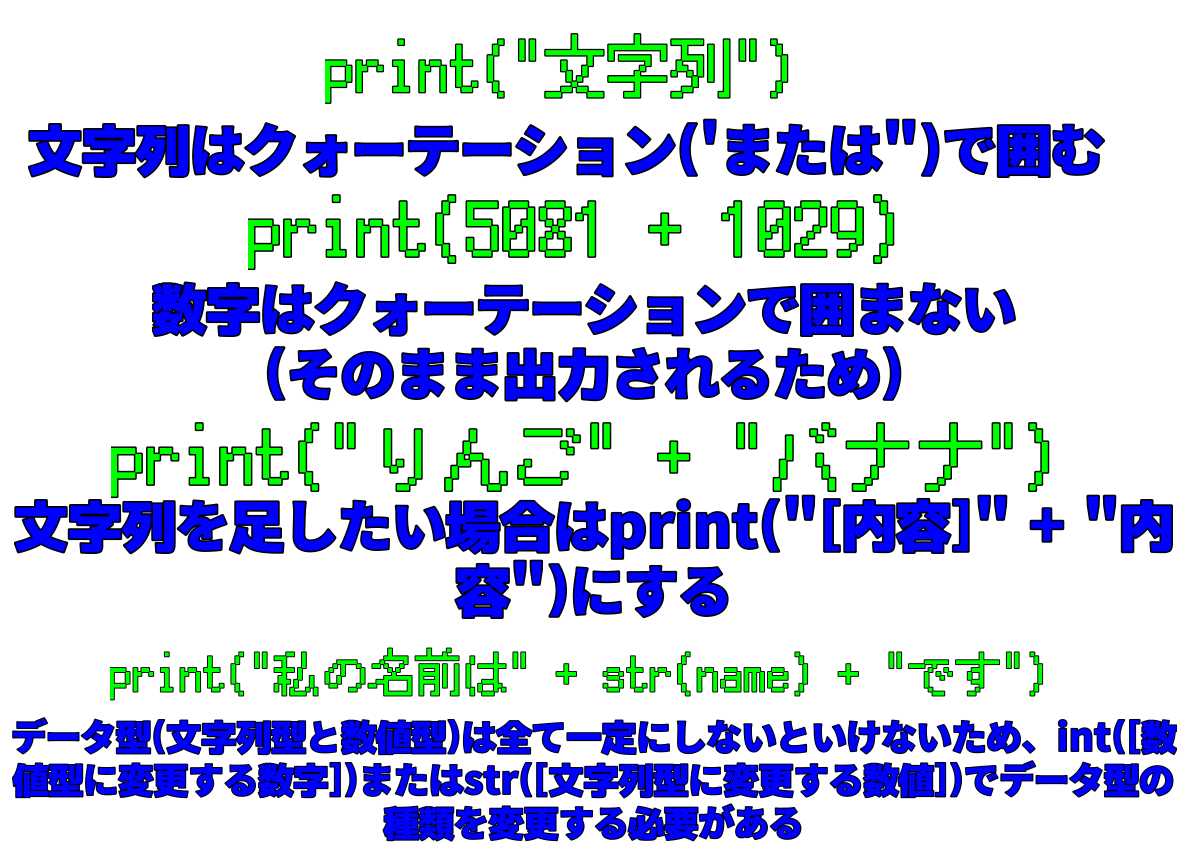 print("文字列")
文字列はクォーテーション('または")で囲む
print(5081 + 1029)
数字はクォーテーションで囲まない
(そのまま出力されるため)
print("りんご" + "バナナ")
文字列を足したい場合はprint("[内容]" + "内
容")にする
print("私の名前は" + str(name) + "です")
データ型(文字列型と数値型)は全て一定にしないといけないため、int([数
値型に変更する数字])またはstr([文字列型に変更する数値])でデータ型の
種類を変更する必要がある